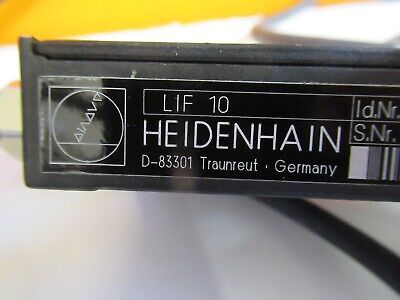 LIF 10
HEIDENHAIN
D-83301 Traunreut · Germany
Id.Nr.
S.Nr.